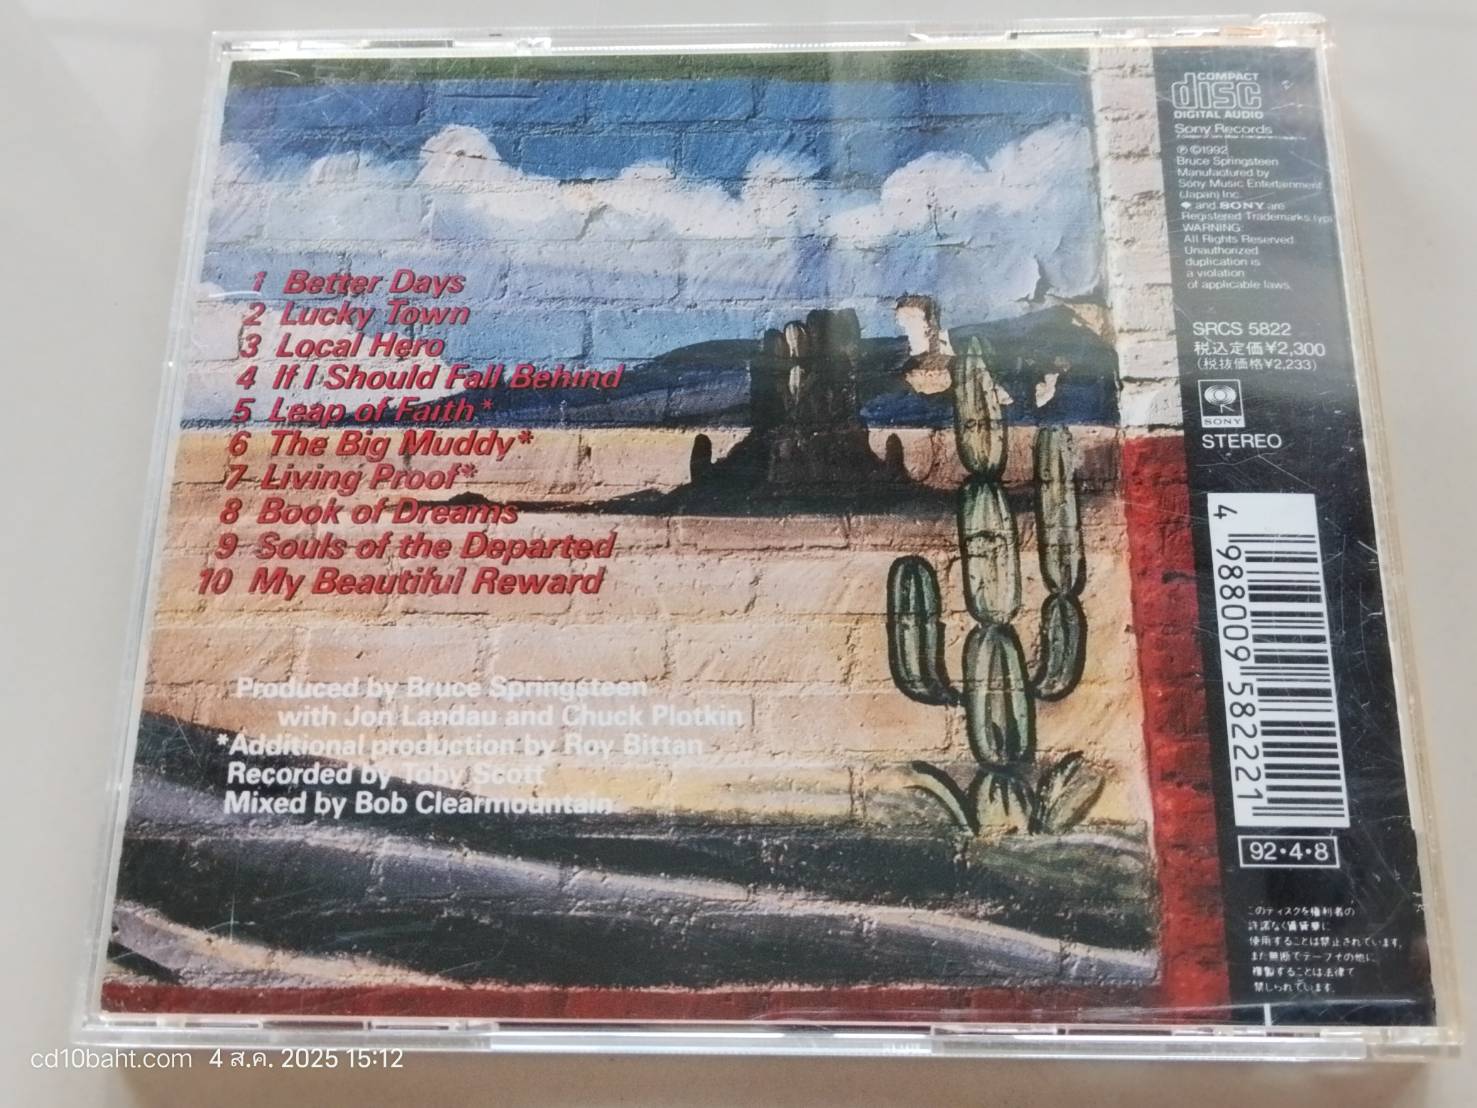 1 Better Days
2 Lucky Town
3 Local Hero
4 If I Should Fall Behind
5 Leap of Faith*
6 The Big Muddy*
7 Living Proof*
8 Book of Dreams
9 Souls of the Departed
10 My Beautiful Reward
Produced by Bruce Springsteen
with Jon Landau and Chuck Plotkin
*Additional production by Roy Bittan
Recorded by Toby Scott
Mixed by Bob Clearmountain
COMPACT
disc
DIGITAL AUDIO
Sony Records
℗©1992
Bruce Springsteen
Manufactured by
Sony Music Entertainment
(Japan) Inc.
and SONY are
Registered Trademarks
WARNING:
All Rights Reserved.
Unauthorized
duplication is
a violation
of applicable laws.
SRCS 5822
税込定価¥2,300
(税抜価格¥2,233)
SONY
STEREO
4 988009 582221
92・4・8
このディスクを権利者の
許諾なく賃貸業に
使用することは禁止されています。
また無断でテープその他に
複製することは法律で
禁じられています。
cd10baht.com 4 ส.ค. 2025 15:12